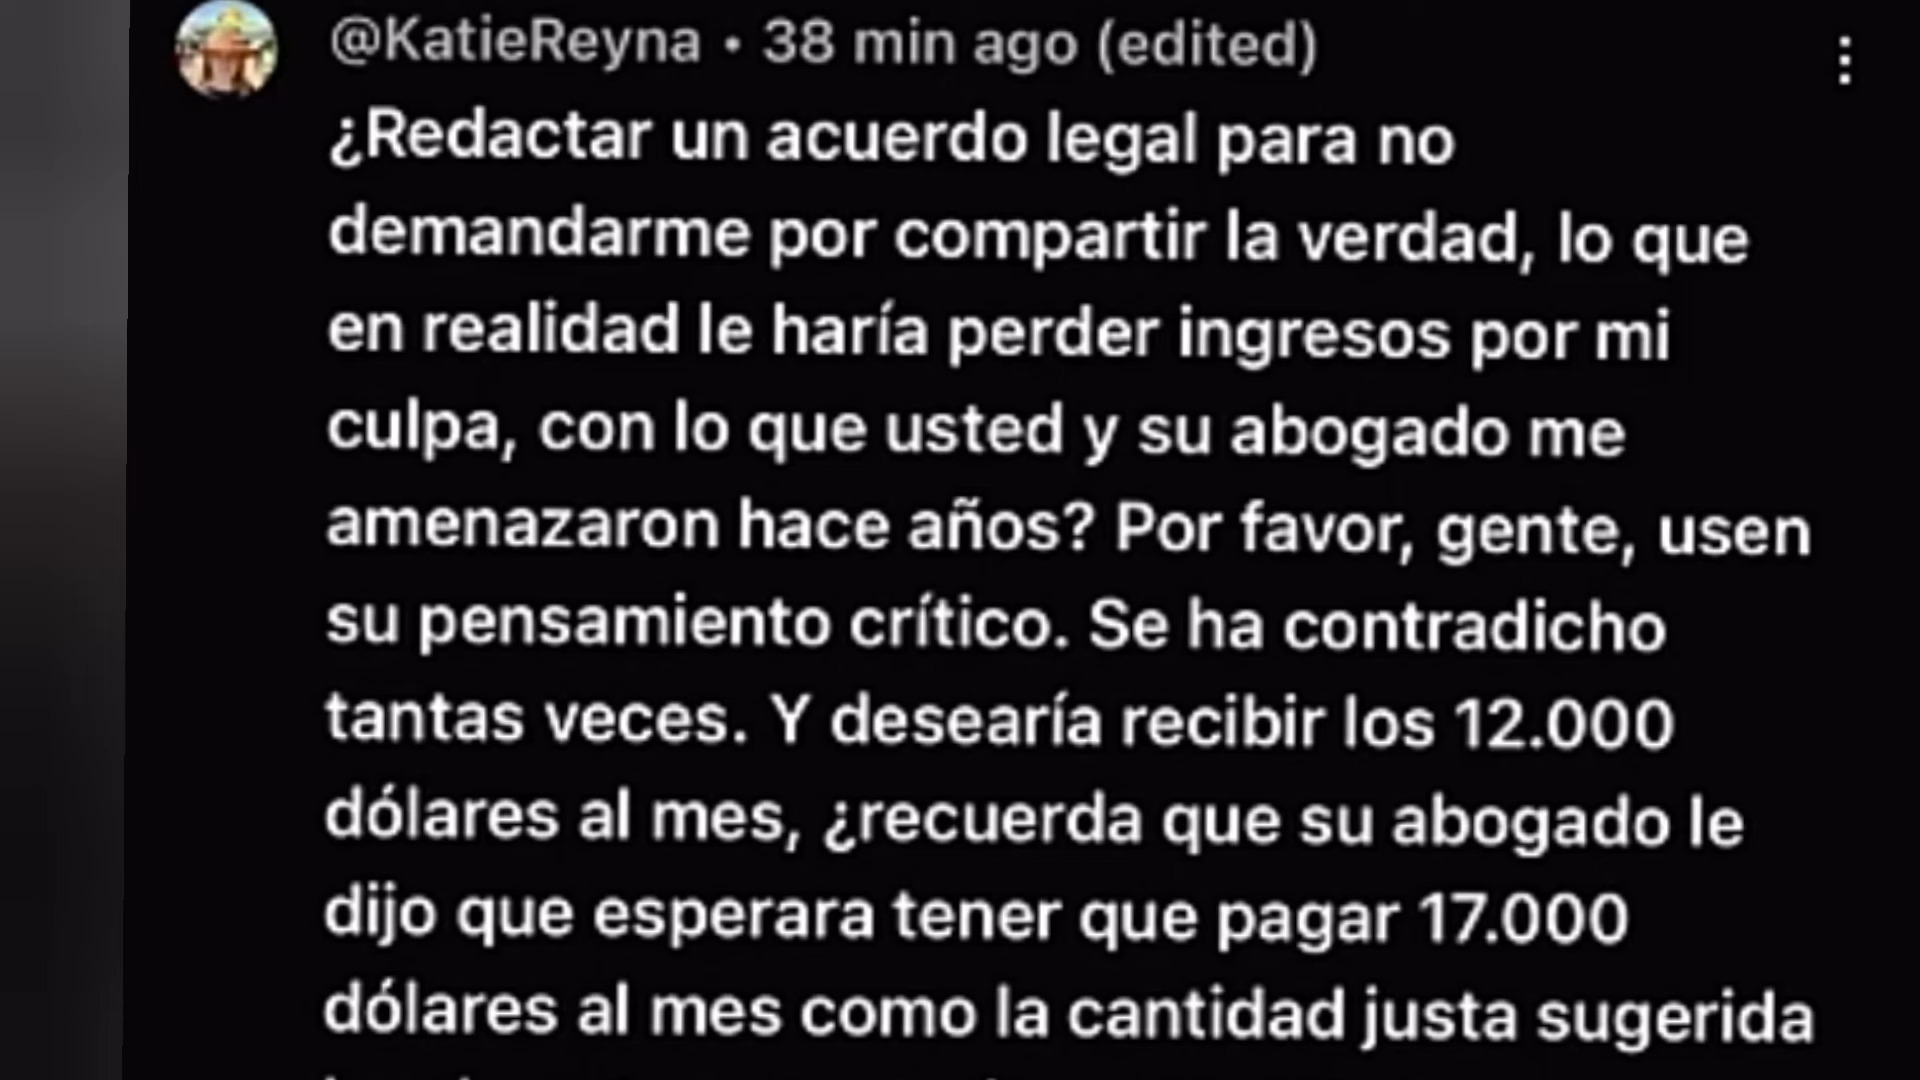 @KatieReyna • 38 min ago (edited)
¿Redactar un acuerdo legal para no
demandarme por compartir la verdad, lo que
en realidad le haría perder ingresos por mi
culpa, con lo que usted y su abogado me
amenazaron hace años? Por favor, gente, usen
su pensamiento crítico. Se ha contradicho
tantas veces. Y desearía recibir los 12.000
dólares al mes, ¿recuerda que su abogado le
dijo que esperara tener que pagar 17.000
dólares al mes como la cantidad justa sugerida